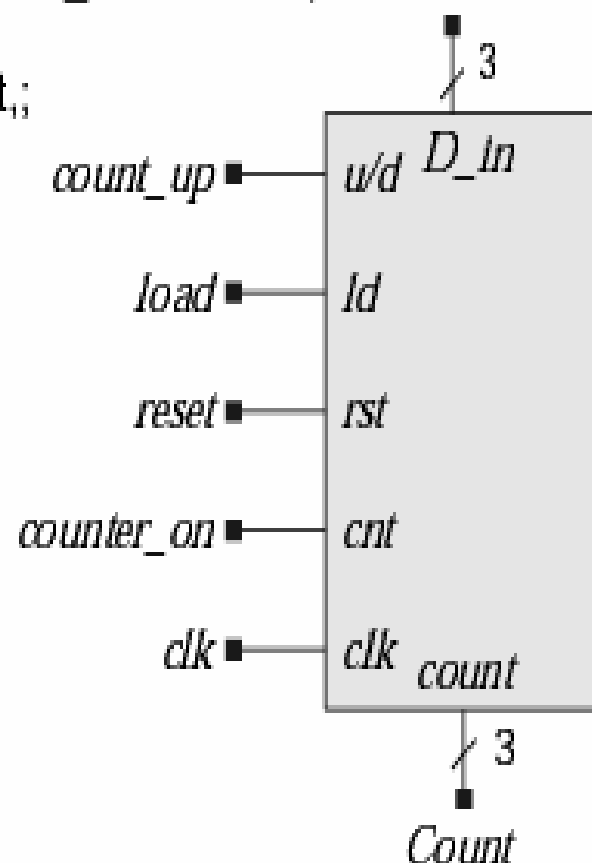 t,;
3
D_in
count_up u/d
load ld
reset rst
counter_on cnt
clk clk
count
3
Count